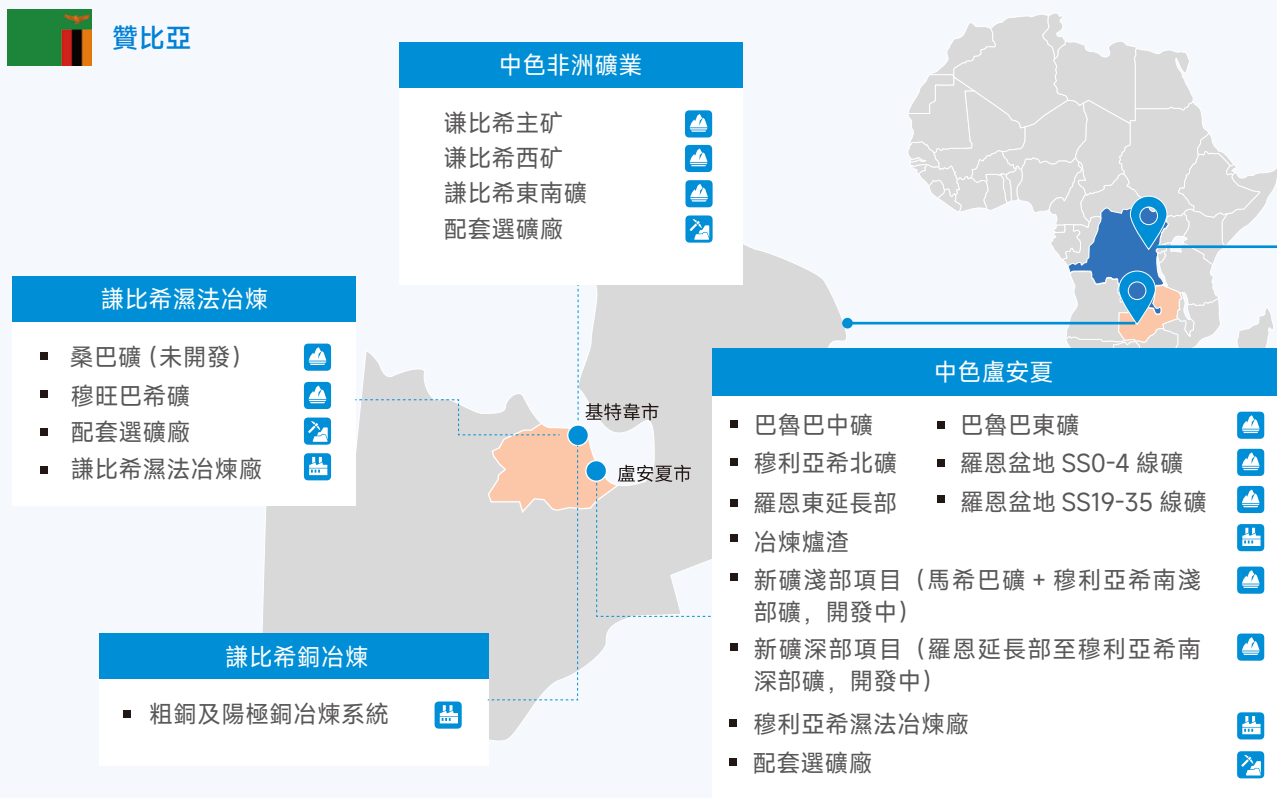 贊比亞
中色非洲礦業
谦比希主矿
谦比希西矿
謙比希東南礦
配套選礦廠
謙比希濕法冶煉
桑巴礦（未開發）
穆旺巴希礦
配套選礦廠
謙比希濕法冶煉廠
基特韋市
盧安夏市
謙比希銅冶煉
粗銅及陽極銅冶煉系統
中色盧安夏
巴魯巴中礦 巴魯巴東礦
穆利亞希北礦 羅恩盆地 SS0-4 線礦
羅恩東延長部 羅恩盆地 SS19-35 線礦
冶煉爐渣
新礦淺部項目（馬希巴礦 + 穆利亞希南淺
部礦，開發中）
新礦深部項目（羅恩延長部至穆利亞希南
深部礦，開發中）
穆利亞希濕法冶煉廠
配套選礦廠